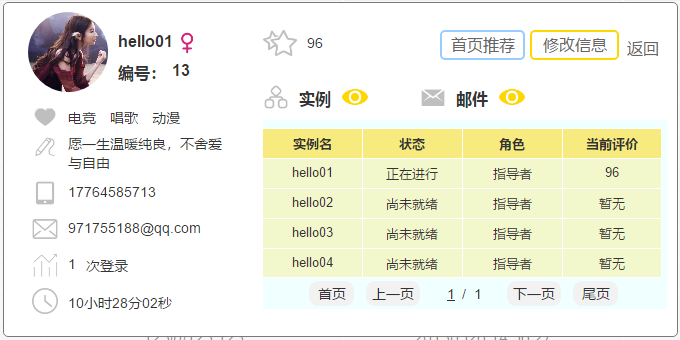 hello01
编号： 13
电竞 唱歌 动漫
愿一生温暖纯良，不舍爱
与自由
17764585713
971755188@qq.com
1 次登录
10小时28分02秒
96
首页推荐 修改信息 返回
实例 邮件
实例名 状态 角色 当前评价
hello01 正在进行 指导者 96
hello02 尚未就绪 指导者 暂无
hello03 尚未就绪 指导者 暂无
hello04 尚未就绪 指导者 暂无
首页 上一页 1 / 1 下一页 尾页